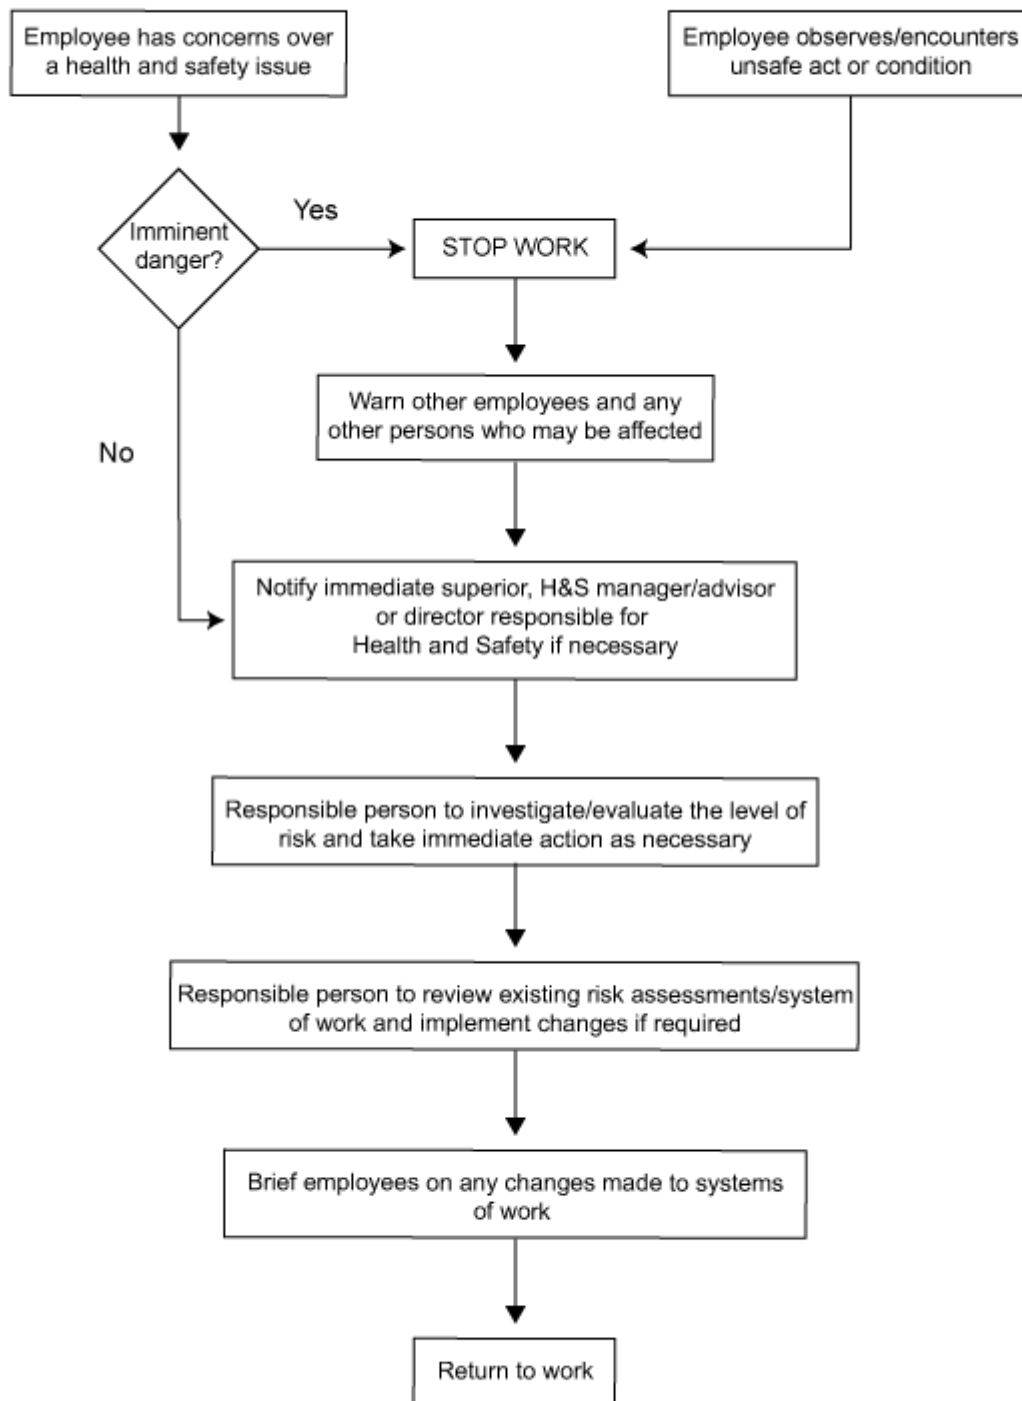 Employee has concerns over
a health and safety issue
Employee observes/encounters
unsafe act or condition
Imminent
danger?
Yes
STOP WORK
Warn other employees and any
other persons who may be affected
No
Notify immediate superior, H&S manager/advisor
or director responsible for
Health and Safety if necessary
Responsible person to investigate/evaluate the level of
risk and take immediate action as necessary
Responsible person to review existing risk assessments/system
of work and implement changes if required
Brief employees on any changes made to systems
of work
Return to work